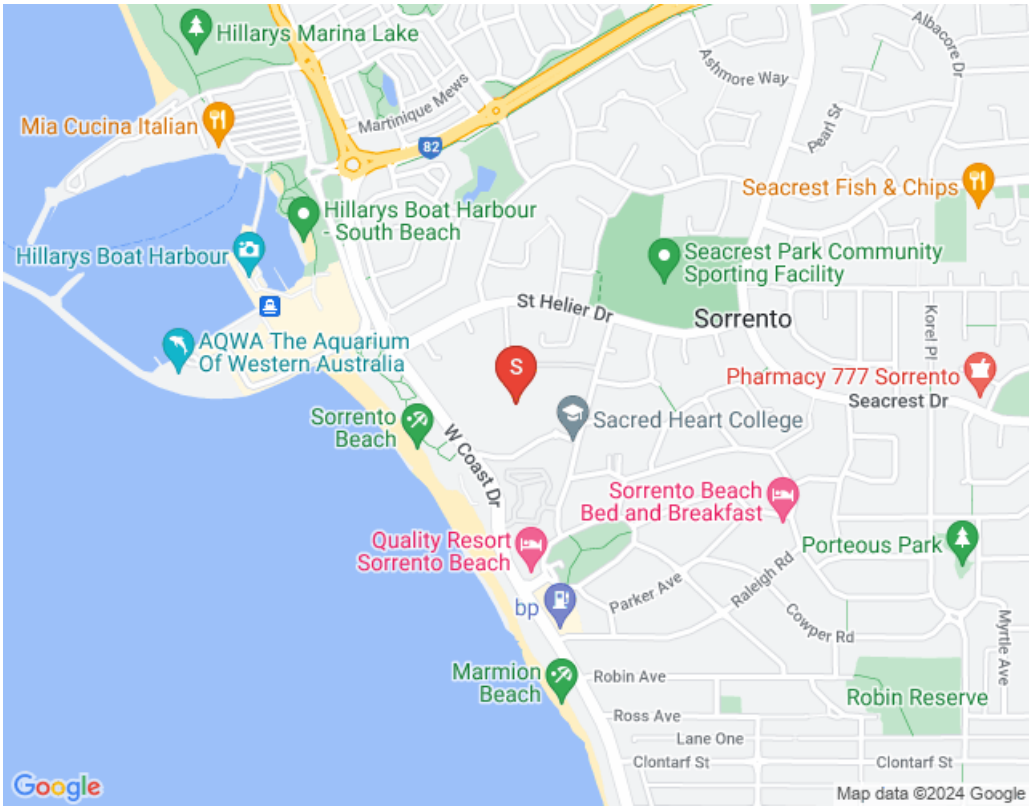 Hillarys Marina Lake
Albacore Dr
Ashmore Way
Martinique Mews
Mia Cucina Italian
82
Pearl St
Seacrest Fish & Chips
Hillarys Boat Harbour
- South Beach
Hillarys Boat Harbour
Seacrest Park Community
Sporting Facility
St Helier Dr
Sorrento
Korel Pl
AQWA The Aquarium
Of Western Australia
S
Pharmacy 777 Sorrento
Seacrest Dr
Sorrento
Beach
Sacred Heart College
W Coast Dr
Sorrento Beach
Bed and Breakfast
Quality Resort
Sorrento Beach
Porteous Park
bp
Parker Ave
Raleigh Rd
Cowper Rd
Myrtle Ave
Marmion
Beach
Robin Ave
Robin Reserve
Ross Ave
Lane One
Clontarf St
Clontarf St
Google
Map data ©2024 Google